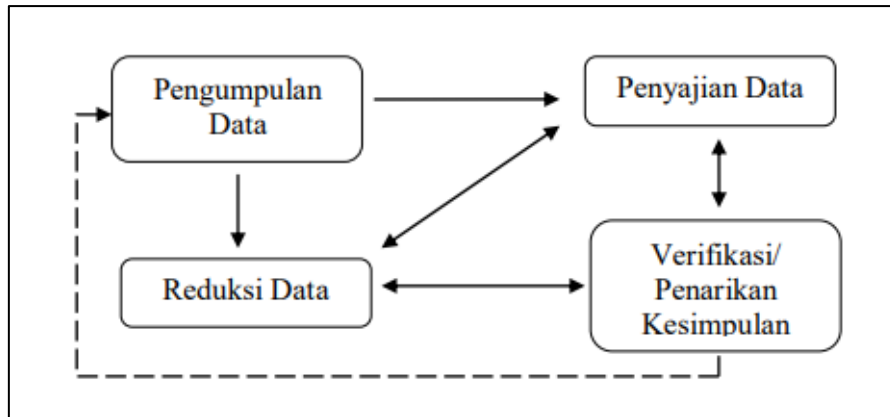 Pengumpulan
Data
Penyajian Data
Reduksi Data
Verifikasi/
Penarikan
Kesimpulan